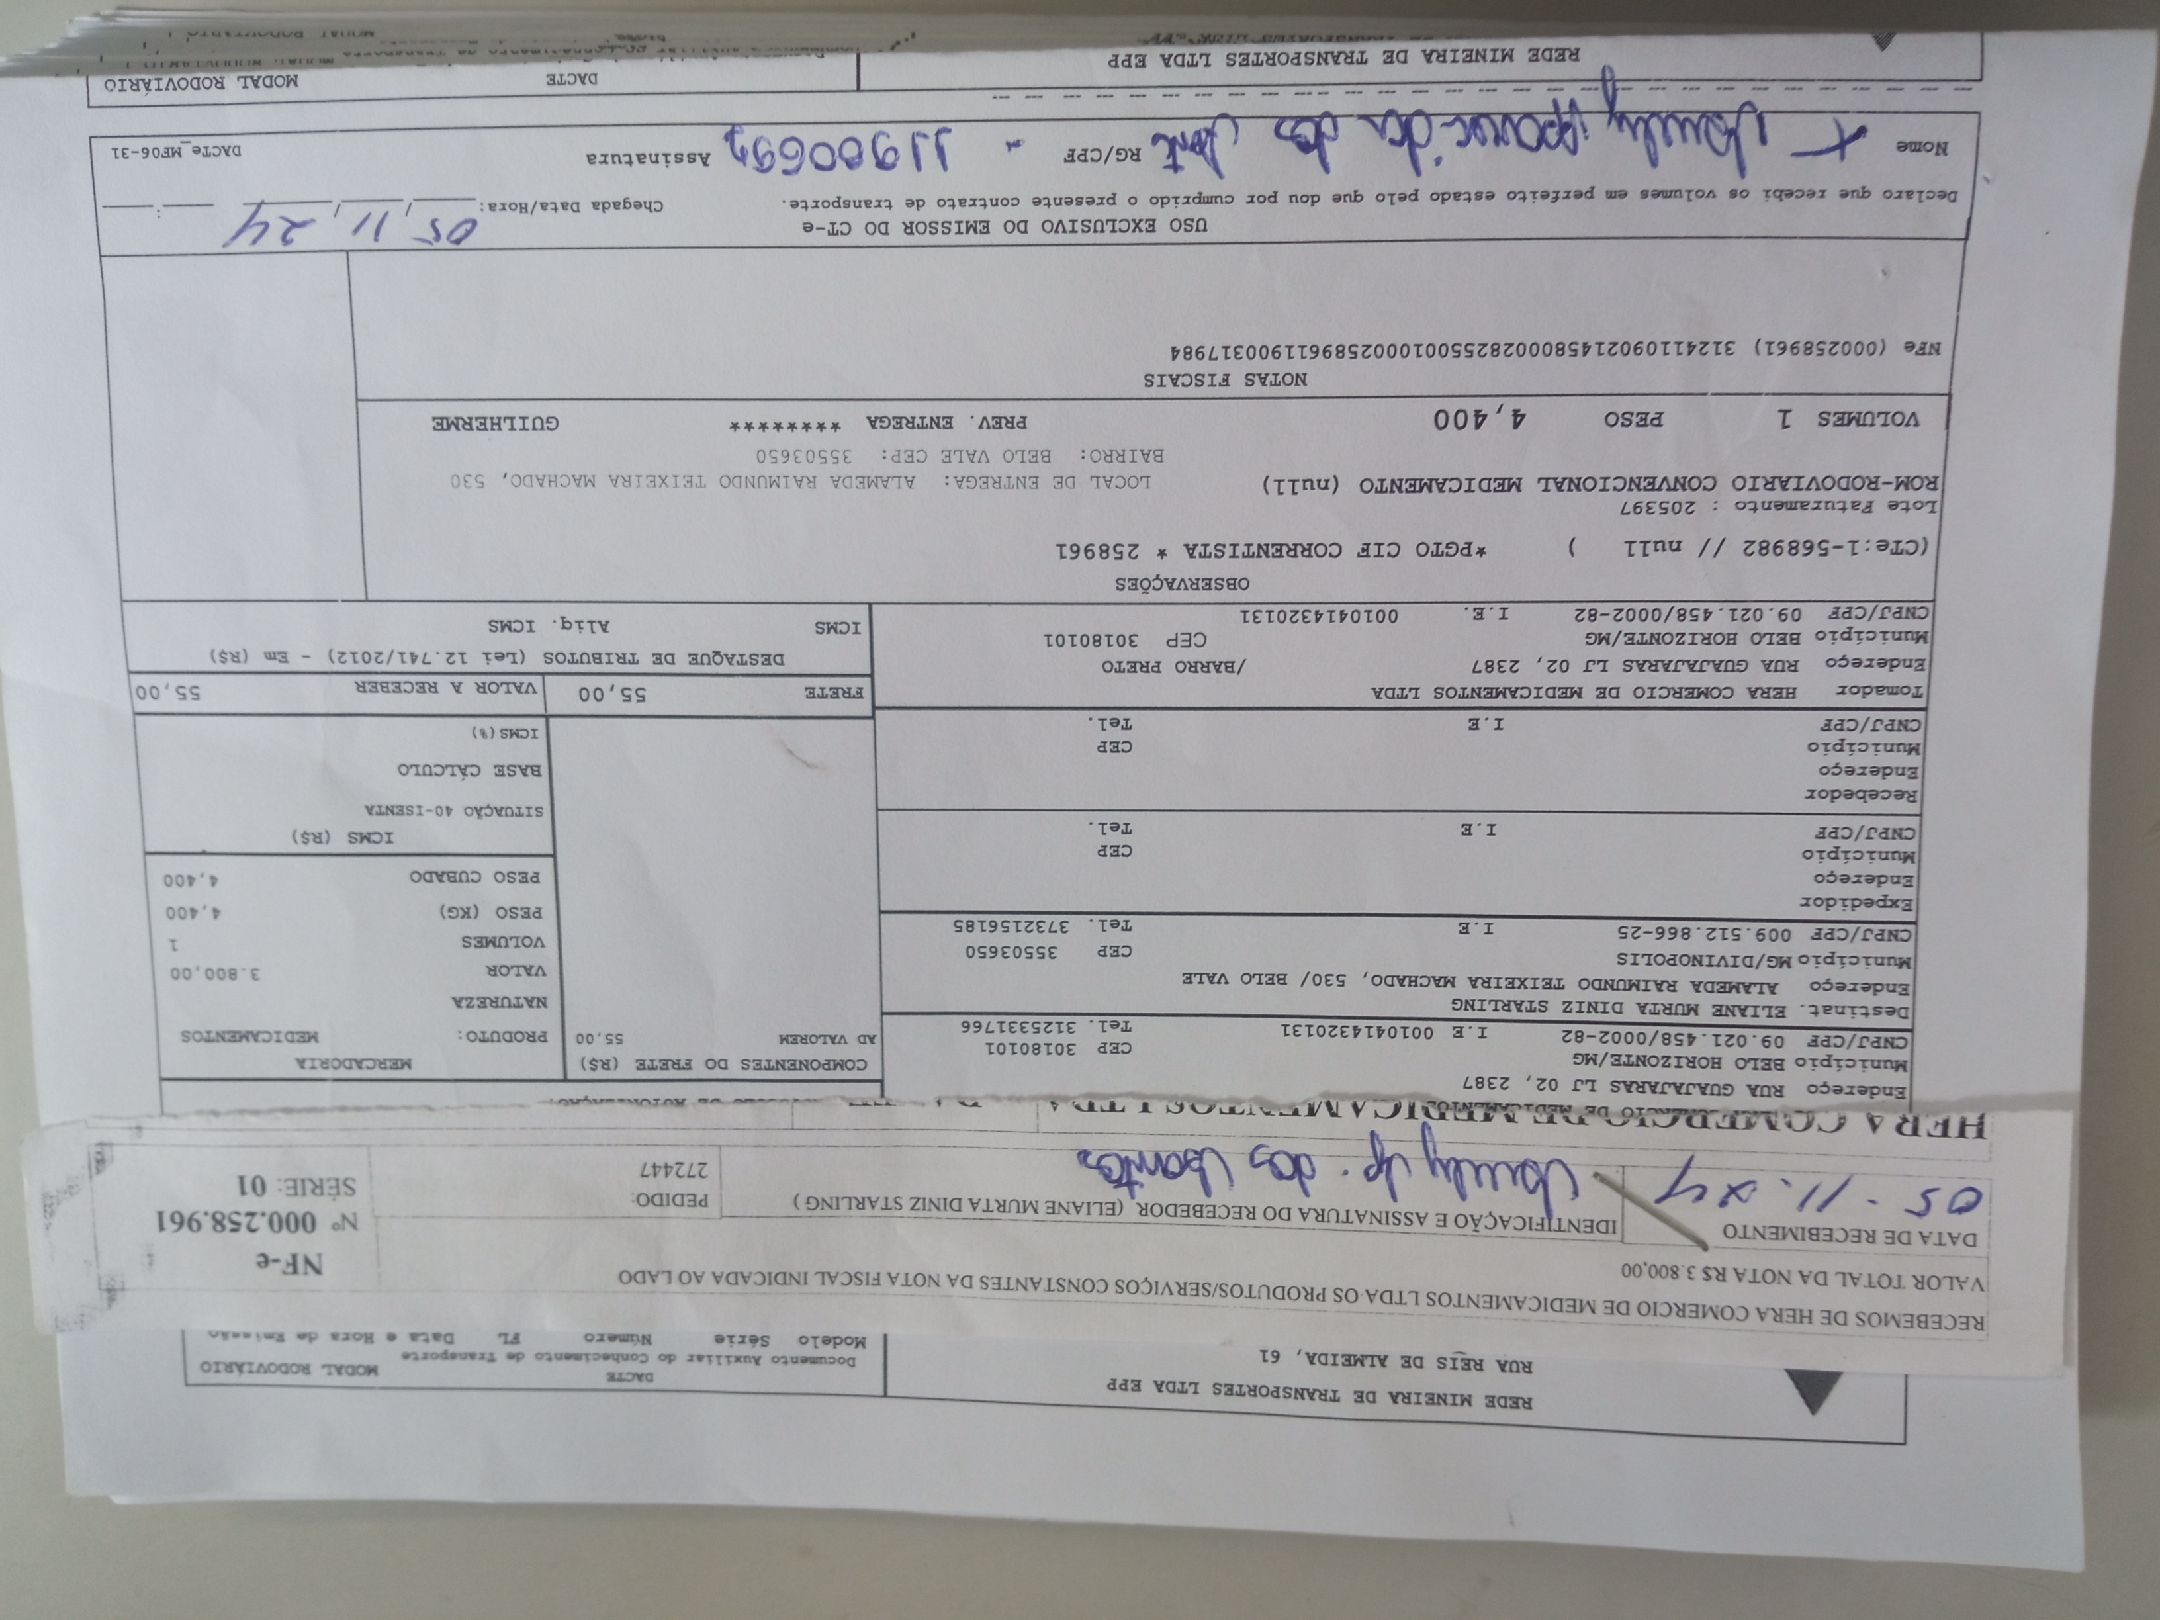 REDE MINEIRA DE TRANSPORTES LTDA EPP
RUA REIS DE ALMEIDA, 61
DACTE
Documento Auxiliar do Conhecimento de Transporte
MODAL RODOVIÁRIO
Modelo Série Número FL Data e Hora de Emissão
RECEBEMOS DE HERA COMERCIO DE MEDICAMENTOS LTDA OS PRODUTOS/SERVIÇOS CONSTANTES DA NOTA FISCAL INDICADA AO LADO
VALOR TOTAL DA NOTA R$ 3.800,00
DATA DE RECEBIMENTO
05-11-24
IDENTIFICAÇÃO E ASSINATURA DO RECEBEDOR (ELIANE MURTA DINIZ STARLING )
Ap. dos Santos
PEDIDO:
272447
NF-e
Nº 000.258.961
SÉRIE: 01
HERA COMERCIO DE MEDICAMENTOS LTDA
COMERCIO DE MEDICAMENTOS
Endereço RUA GUAJAJARAS LJ 02, 2387
Município BELO HORIZONTE/MG CEP 30180101
CNPJ/CPF 09.021.458/0002-82 I.E 001041432​0131 Tel. 3125331766
Destinat. ELIANE MURTA DINIZ STARLING
Endereço ALAMEDA RAIMUNDO TEIXEIRA MACHADO, 530/ BELO VALE
Município MG/DIVINOPOLIS CEP 35503650
CNPJ/CPF 009.512.866-25 I.E Tel. 3732156185
Expedidor
Endereço
Município CEP
CNPJ/CPF I.E Tel.
Recebedor
Endereço
Município CEP
CNPJ/CPF I.E Tel.
Tomador HERA COMERCIO DE MEDICAMENTOS LTDA
Endereço RUA GUAJAJARAS LJ 02, 2387 /BARRO PRETO
Município BELO HORIZONTE/MG CEP 30180101
CNPJ/CPF 09.021.458/0002-82 I.E. 0010414320131
COMPONENTES DO FRETE (R$)
AD VALOREM 55,00
MERCADORIA
PRODUTO: MEDICAMENTOS
NATUREZA
VALOR 3.800,00
VOLUMES 1
PESO (KG) 4,400
PESO CUBADO 4,400
ICMS (R$)
SITUAÇÃO 40-ISENTA
BASE CÁLCULO
ICMS(%)
FRETE 55,00 VALOR A RECEBER 55,00
DESTAQUE DE TRIBUTOS (Lei 12.741/2012) - Em (R$)
ICMS Aliq. ICMS
OBSERVAÇÕES
(CTe:1-568982 // null ) *PGTO CIF CORRENTISTA * 258961
Lote Faturamento : 205397
ROM-RODOVIARIO CONVENCIONAL MEDICAMENTO (null) LOCAL DE ENTREGA: ALAMEDA RAIMUNDO TEIXEIRA MACHADO, 530
BAIRRO: BELO VALE CEP: 35503650
VOLUMES 1 PESO 4,400 PREV. ENTREGA ******** GUILHERME
NOTAS FISCAIS
NFe (000258961) 31241109021458000282550010002589611900317984
USO EXCLUSIVO DO EMISSOR DO CT-e
Declaro que recebi os volumes em perfeito estado pelo que dou por cumprido o presente contrato de transporte. Chegada Data/Hora: 05/11/24
Nome Aparecida dos Sant RG/CPF 11900692 Assinatura
DACTe_MF06-31
REDE MINEIRA DE TRANSPORTES LTDA EPP
DACTE
MODAL RODOVIÁRIO